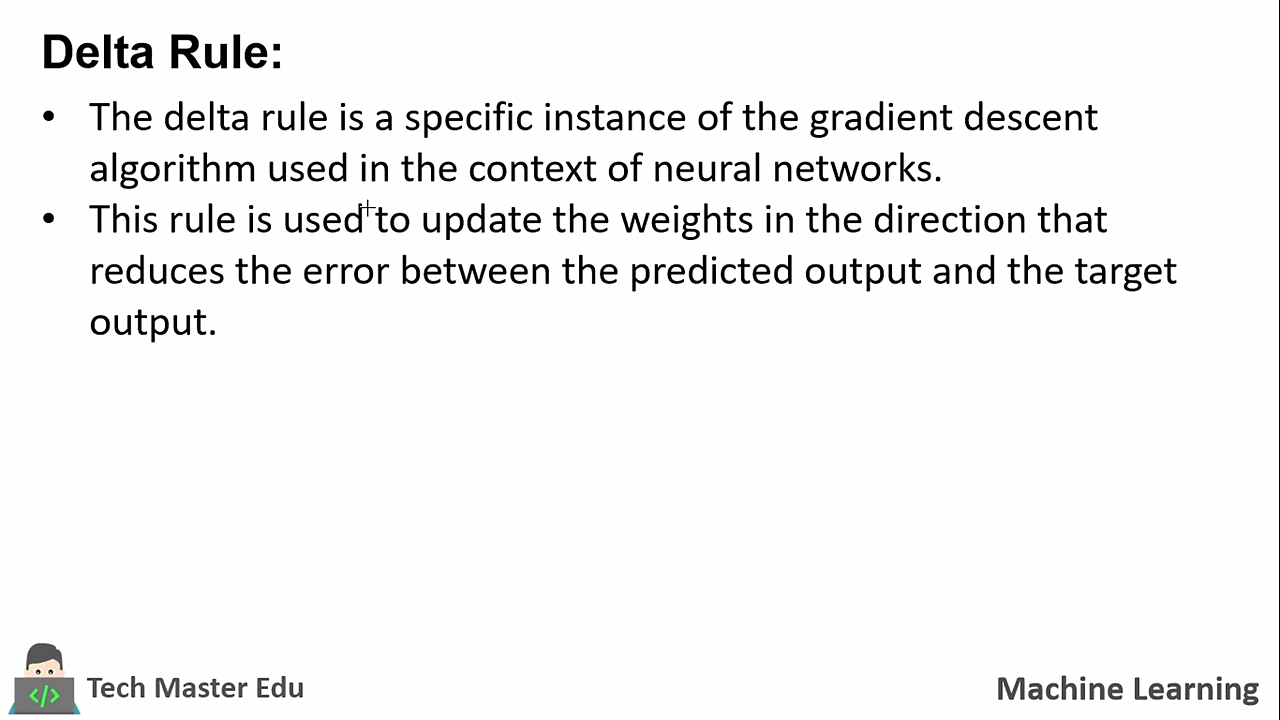 Delta Rule:
• The delta rule is a specific instance of the gradient descent
algorithm used in the context of neural networks.
• This rule is used to update the weights in the direction that
reduces the error between the predicted output and the target
output.
</>
Tech Master Edu
Machine Learning